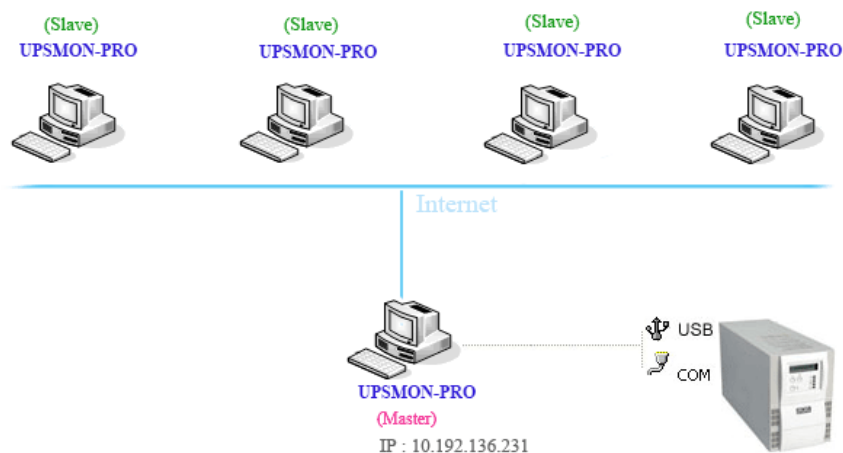 (Slave)
UPSMON-PRO
(Slave)
UPSMON-PRO
(Slave)
UPSMON-PRO
(Slave)
UPSMON-PRO
Internet
USB
COM
UPSMON-PRO
(Master)
IP : 10.192.136.231